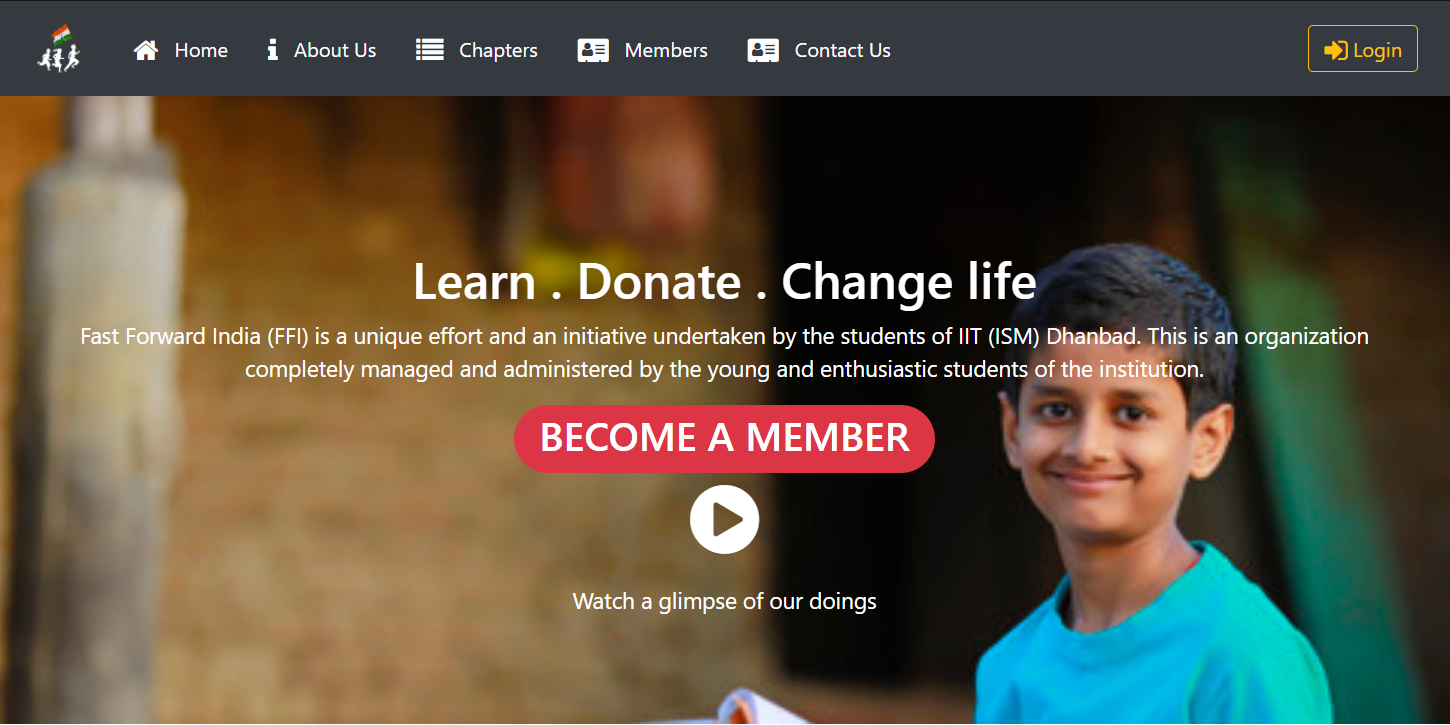 Home
About Us
Chapters
Members
Contact Us
Login
Learn . Donate . Change life
Fast Forward India (FFI) is a unique effort and an initiative undertaken by the students of IIT (ISM) Dhanbad. This is an organization
completely managed and administered by the young and enthusiastic students of the institution.
BECOME A MEMBER
Watch a glimpse of our doings